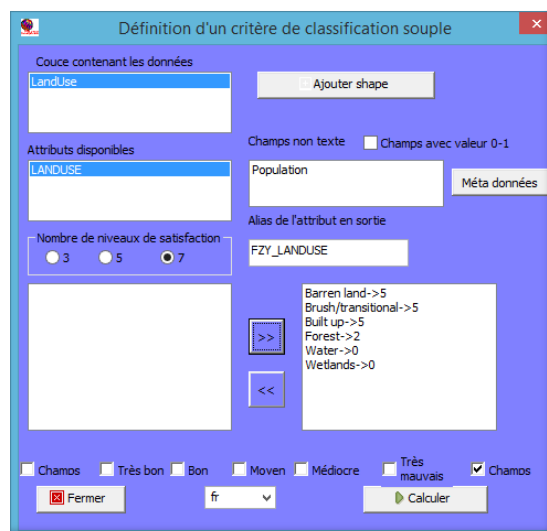 Définition d'un critère de classification souple
Couce contenant les données
LandUse
Ajouter shape
Attributs disponibles
LANDUSE
Champs non texte
Champs avec valeur 0-1
Population
Méta données
Alias de l'attribut en sortie
FZY_LANDUSE
Nombre de niveaux de satisfaction
3 5 7
Barren land->5
Brush/transitional->5
Built up->5
Forest->2
Water->0
Wetlands->0
>>
<<
Champs Très bon Bon Moyen Médiocre Très mauvais Champs
Fermer fr Calculer